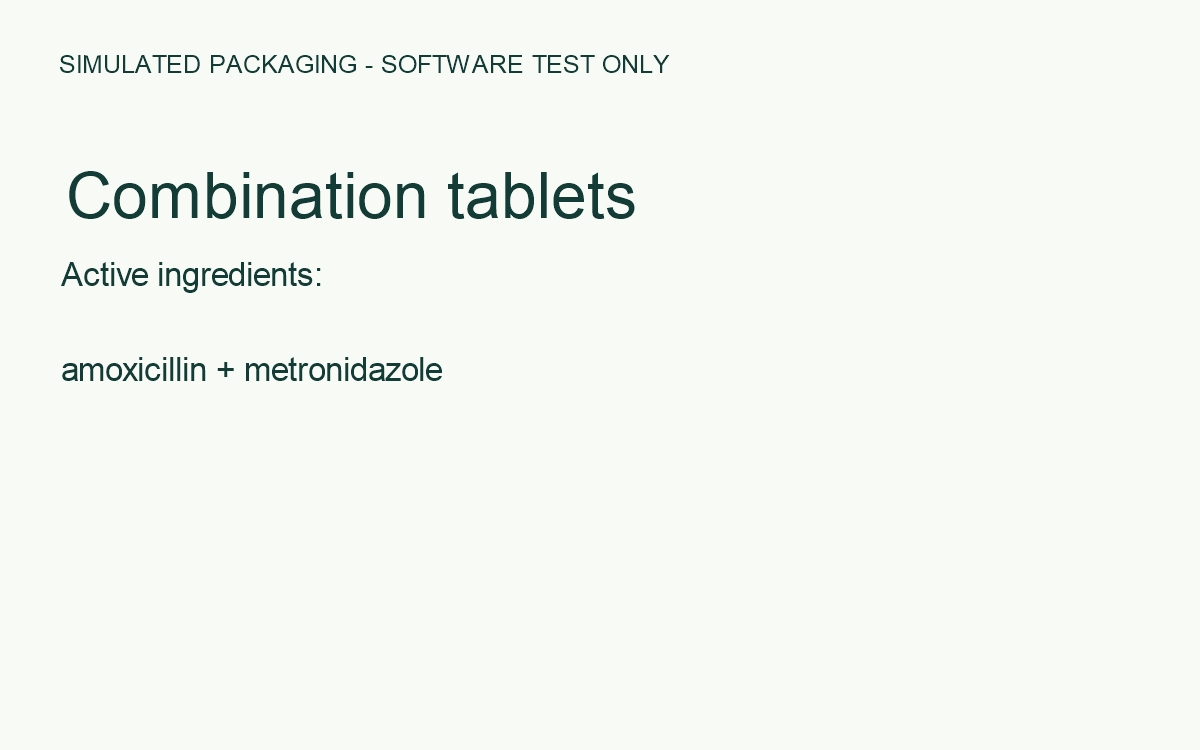 SIMULATED PACKAGING - SOFTWARE TEST ONLY
Combination tablets
Active ingredients:
amoxicillin + metronidazole